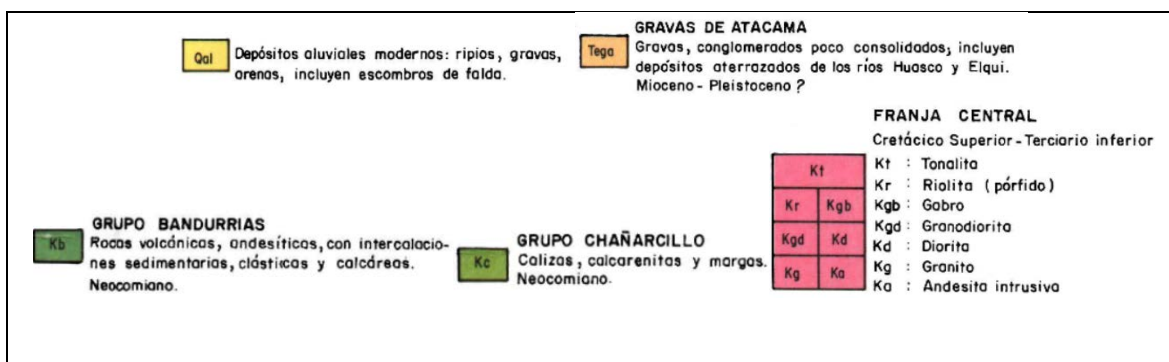 Qal
Depósitos aluviales modernos: ripios, gravas,
arenas, incluyen escombros de falda.
Tega
GRAVAS DE ATACAMA
Gravas, conglomerados poco consolidados; incluyen
depósitos aterrazados de los ríos Huasco y Elqui.
Mioceno - Pleistoceno ?
Kb
GRUPO BANDURRIAS
Rocas volcánicas, andesíticas, con intercalacio-
nes sedimentarias, clásticas y calcáreas.
Neocomiano.
Kc
GRUPO CHAÑARCILLO
Calizas, calcarenitas y margas.
Neocomiano.
FRANJA CENTRAL
Cretácico Superior - Terciario inferior
Kt
Kr Kgb
Kgd Kd
Kg Ka
Kt : Tonalita
Kr : Riolita ( pórfido )
Kgb : Gabro
Kgd : Granodiorita
Kd : Diorita
Kg : Granito
Ka : Andesita intrusiva